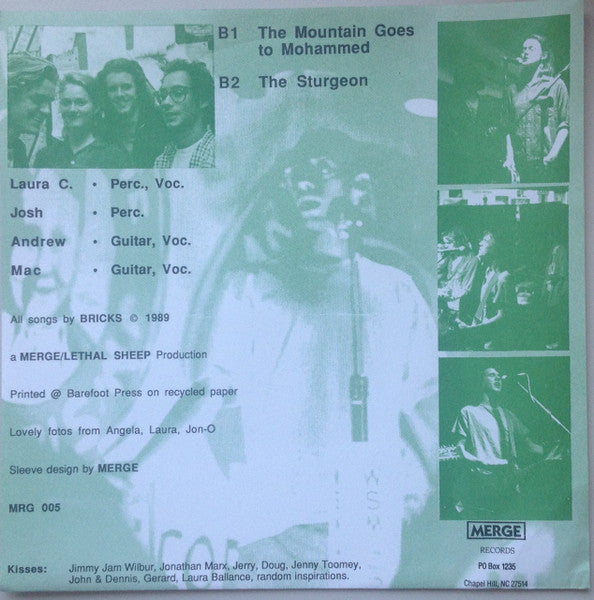 B1 The Mountain Goes
to Mohammed
B2 The Sturgeon
Laura C. • Perc., Voc.
Josh • Perc.
Andrew • Guitar, Voc.
Mac • Guitar, Voc.
All songs by BRICKS © 1989
a MERGE/LETHAL SHEEP Production
Printed @ Barefoot Press on recycled paper
Lovely fotos from Angela, Laura, Jon-O
Sleeve design by MERGE
MRG 005
Kisses: Jimmy Jam Wilbur, Jonathan Marx, Jerry, Doug, Jenny Toomey,
John & Dennis, Gerard, Laura Ballance, random inspirations.
MERGE
RECORDS
PO Box 1235
Chapel Hill, NC 27514